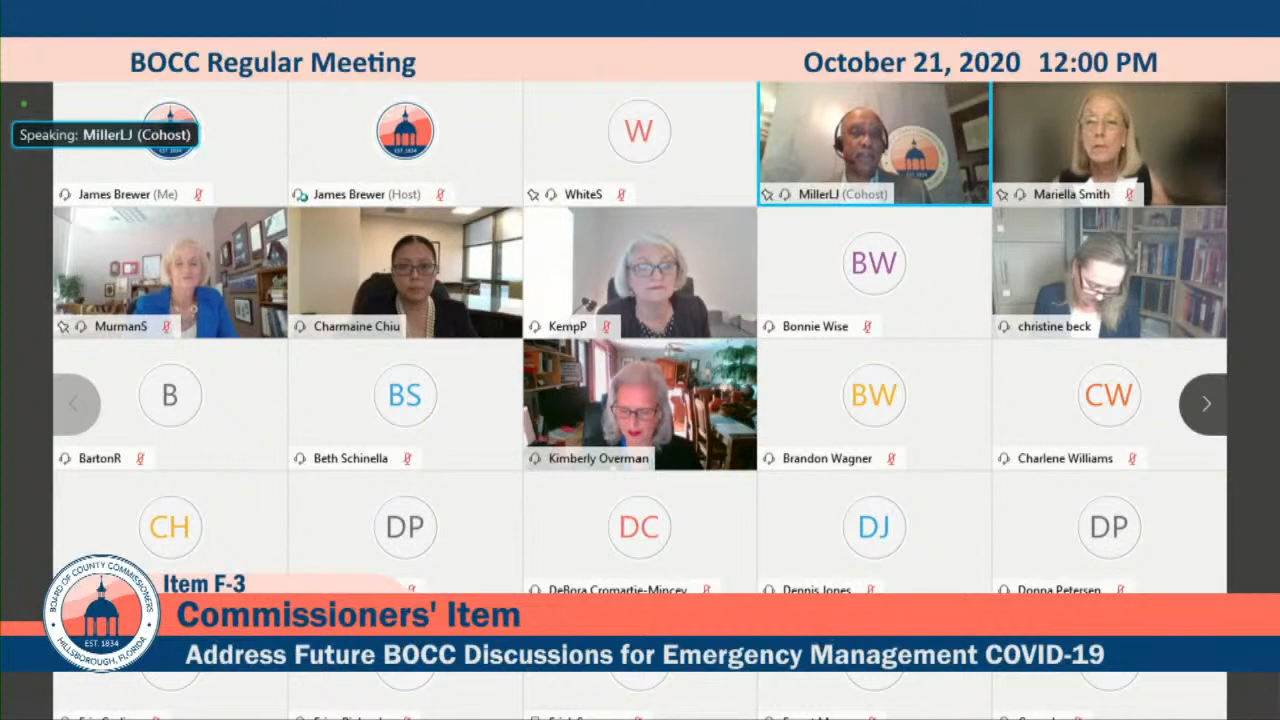 BOCC Regular Meeting
October 21, 2020 12:00 PM
Speaking: MillerLJ (Cohost)
EST. 1834
EST. 1834
W
James Brewer (Me)
James Brewer (Host)
WhiteS
MillerLJ (Cohost)
Mariella Smith
BW
MurmanS
Charmaine Chiu
KempP
Bonnie Wise
christine beck
B
BS
BW
CW
BartonR
Beth Schinella
Kimberly Overman
Brandon Wagner
Charlene Williams
CH
DP
DC
DJ
DP
DeBora Cromartie-Mincey
Dennis Jones
Donna Petersen
Item F-3
Commissioners' Item
BOARD OF COUNTY COMMISSIONERS
EST. 1834
HILLSBOROUGH, FLORIDA
Address Future BOCC Discussions for Emergency Management COVID-19